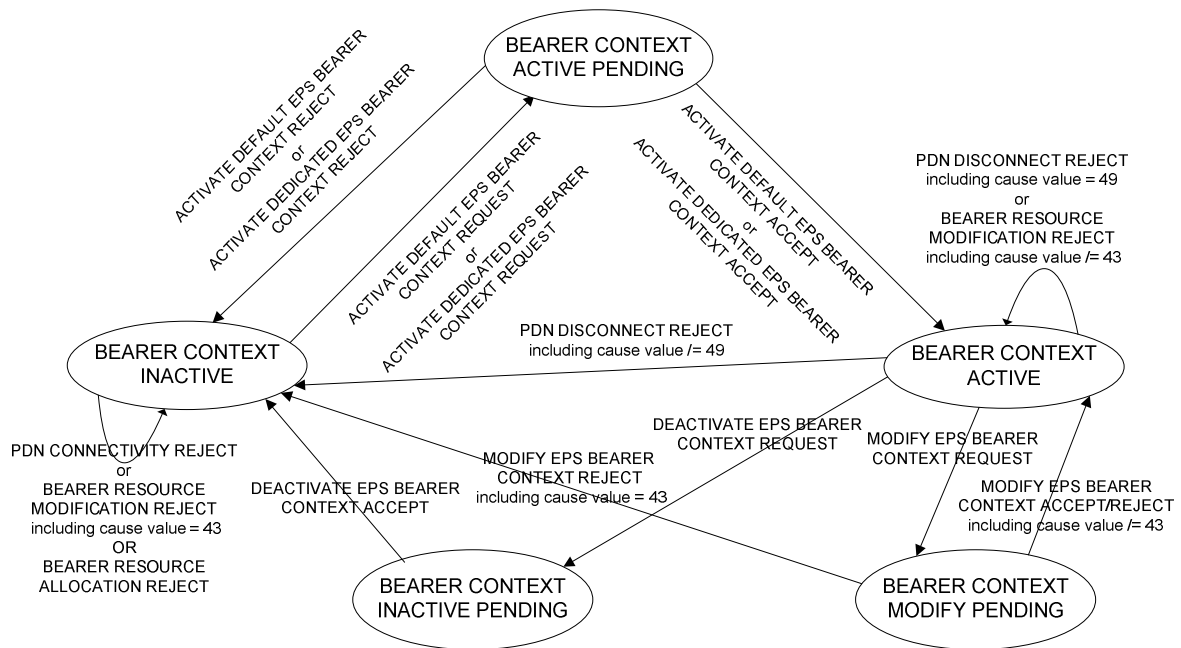 BEARER CONTEXT
ACTIVE PENDING
ACTIVATE DEFAULT EPS BEARER
CONTEXT REJECT
or
ACTIVATE DEDICATED EPS BEARER
CONTEXT REJECT
ACTIVATE DEFAULT EPS BEARER
CONTEXT REQUEST
or
ACTIVATE DEDICATED EPS BEARER
CONTEXT REQUEST
ACTIVATE DEFAULT EPS BEARER
CONTEXT ACCEPT
or
ACTIVATE DEDICATED EPS BEARER
CONTEXT ACCEPT
PDN DISCONNECT REJECT
including cause value = 49
or
BEARER RESOURCE
MODIFICATION REJECT
including cause value /= 43
BEARER CONTEXT
INACTIVE
PDN DISCONNECT REJECT
including cause value /= 49
BEARER CONTEXT
ACTIVE
PDN CONNECTIVITY REJECT
or
BEARER RESOURCE
MODIFICATION REJECT
including cause value = 43
OR
BEARER RESOURCE
ALLOCATION REJECT
DEACTIVATE EPS BEARER
CONTEXT ACCEPT
MODIFY EPS BEARER
CONTEXT REJECT
including cause value = 43
DEACTIVATE EPS BEARER
CONTEXT REQUEST
MODIFY EPS BEARER
CONTEXT REQUEST
MODIFY EPS BEARER
CONTEXT ACCEPT/REJECT
including cause value /= 43
BEARER CONTEXT
INACTIVE PENDING
BEARER CONTEXT
MODIFY PENDING